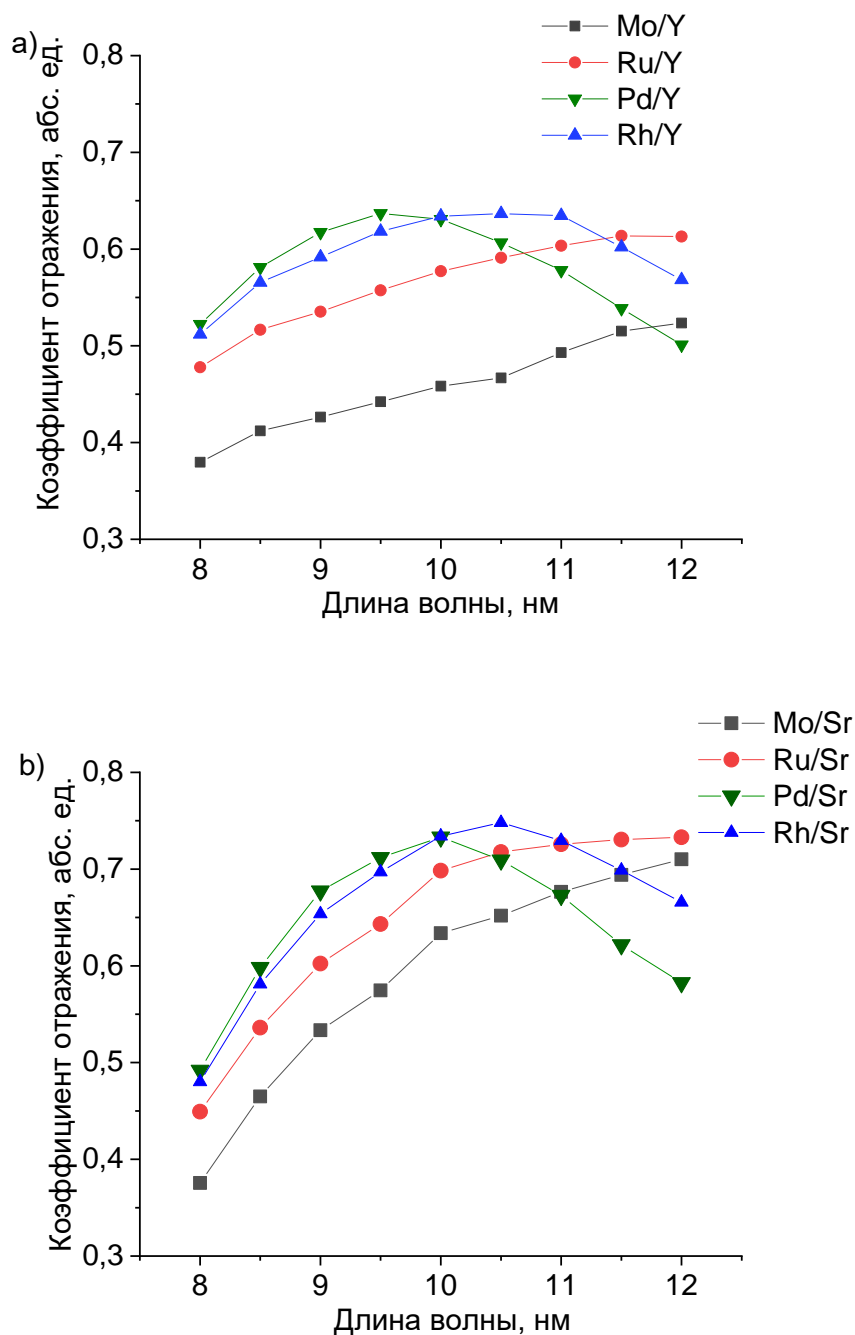 a)
Mo/Y
Ru/Y
Pd/Y
Rh/Y
Коэффициент отражения, абс. ед.
0,8
0,7
0,6
0,5
0,4
0,3
8 9 10 11 12
Длина волны, нм
b)
Mo/Sr
Ru/Sr
Pd/Sr
Rh/Sr
Коэффициент отражения, абс. ед.
0,8
0,7
0,6
0,5
0,4
0,3
8 9 10 11 12
Длина волны, нм